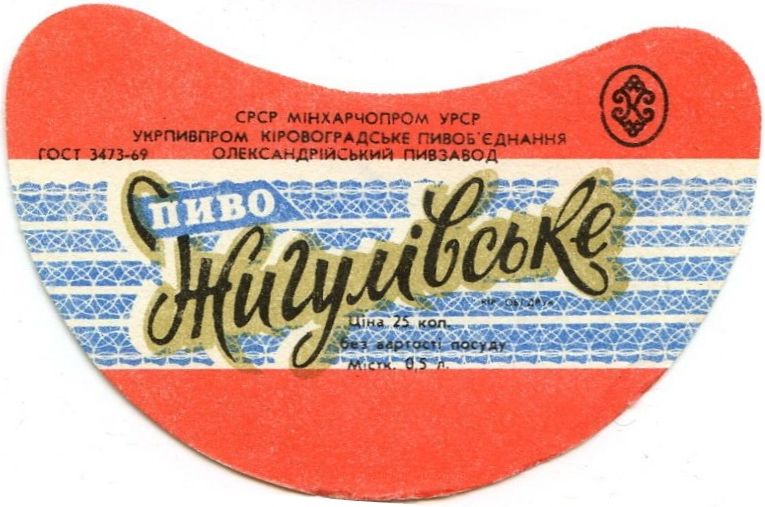 СРСР МІНХАРЧОПРОМ УРСР
УКРПИВПРОМ КІРОВОГРАДСЬКЕ ПИВОБ'ЄДНАННЯ
ГОСТ 3473-69 ОЛЕКСАНДРІЙСЬКИЙ ПИВЗАВОД
ПИВО
Жигулівське
Ціна 25 коп.
без вартості посуду
Містк. 0,5 л.